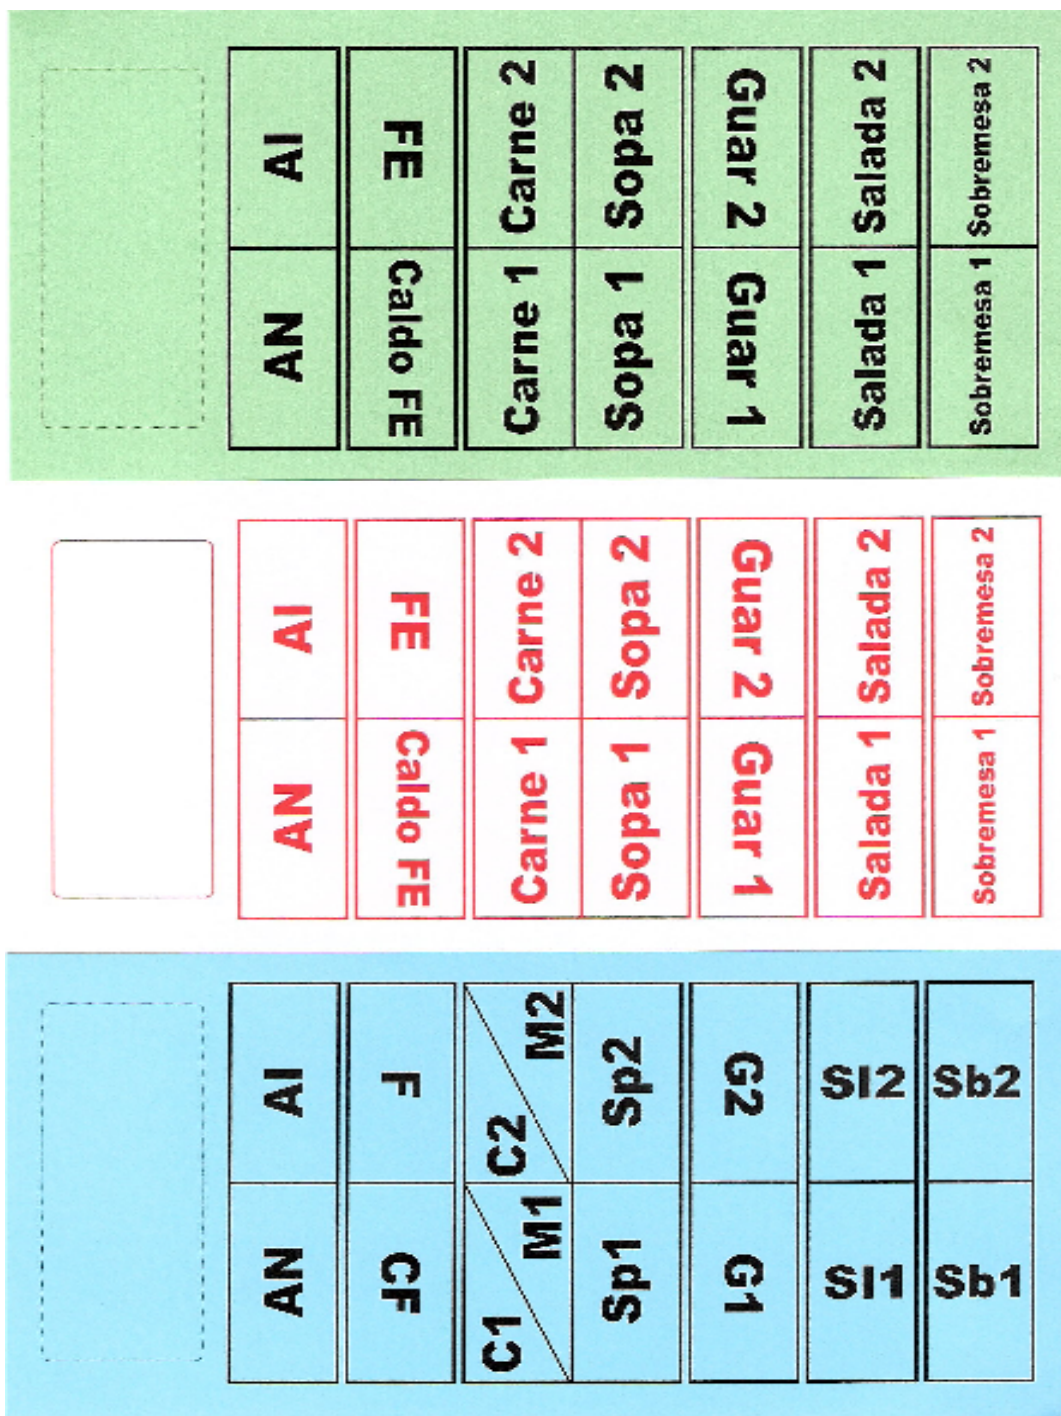 AI FE Carne 2 Sopa 2 Guar 2 Salada 2 Sobremesa 2
AN Caldo FE Carne 1 Sopa 1 Guar 1 Salada 1 Sobremesa 1
AI FE Carne 2 Sopa 2 Guar 2 Salada 2 Sobremesa 2
AN Caldo FE Carne 1 Sopa 1 Guar 1 Salada 1 Sobremesa 1
AI F C2 M2 Sp2 G2 Sl2 Sb2
AN CF C1 M1 Sp1 G1 Sl1 Sb1